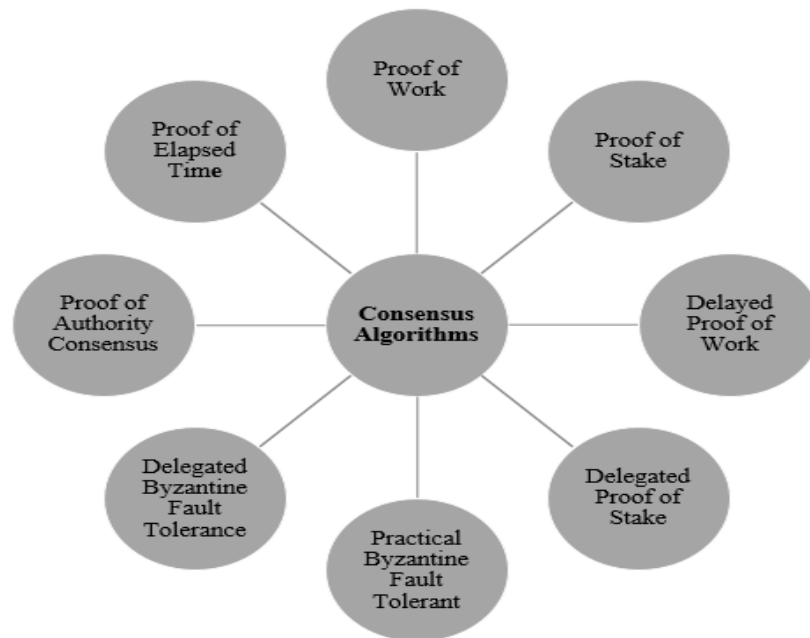 Proof of
Work
Proof of
Stake
Delayed
Proof of
Work
Delegated
Proof of
Stake
Practical
Byzantine
Fault
Tolerant
Delegated
Byzantine
Fault
Tolerance
Proof of
Authority
Consensus
Proof of
Elapsed
Time
Consensus
Algorithms